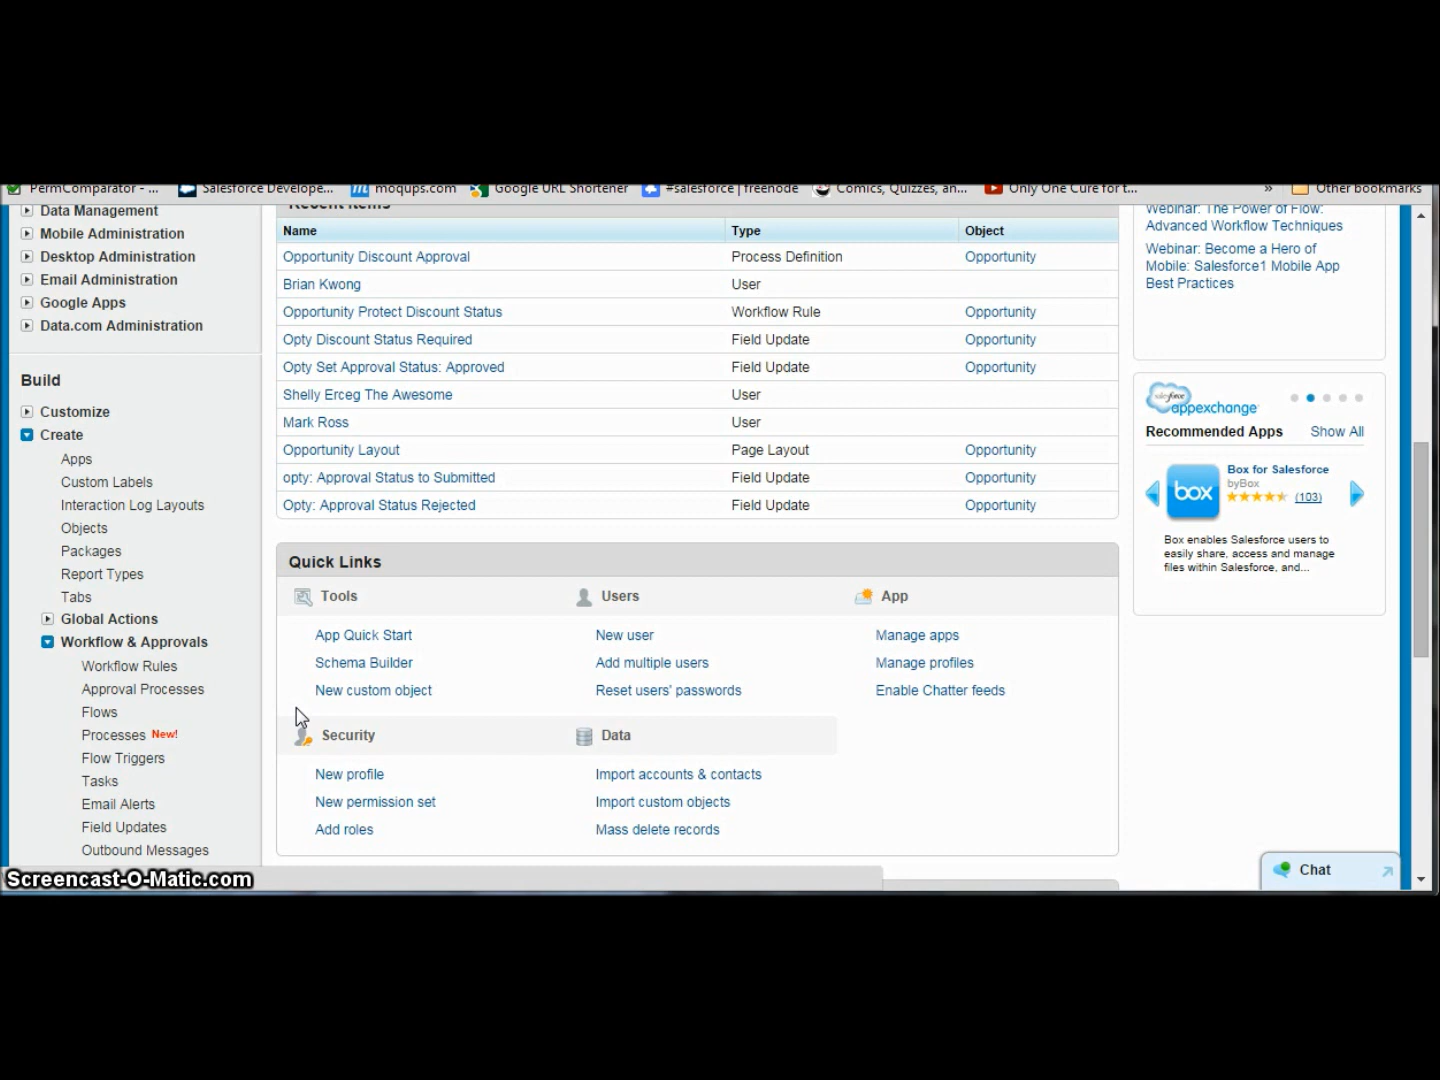 PermComparator - ... Salesforce Develope... moqups.com Google URL Shortener #salesforce | freenode Comics, Quizzes, an... Only One Cure for t... » Other bookmarks
Data Management
Mobile Administration
Desktop Administration
Email Administration
Google Apps
Data.com Administration
Build
Customize
Create
Apps
Custom Labels
Interaction Log Layouts
Objects
Packages
Report Types
Tabs
Global Actions
Workflow & Approvals
Workflow Rules
Approval Processes
Flows
Processes New!
Flow Triggers
Tasks
Email Alerts
Field Updates
Outbound Messages
Recent Items
Name Type Object
Opportunity Discount Approval Process Definition Opportunity
Brian Kwong User
Opportunity Protect Discount Status Workflow Rule Opportunity
Opty Discount Status Required Field Update Opportunity
Opty Set Approval Status: Approved Field Update Opportunity
Shelly Erceg The Awesome User
Mark Ross User
Opportunity Layout Page Layout Opportunity
opty: Approval Status to Submitted Field Update Opportunity
Opty: Approval Status Rejected Field Update Opportunity
Quick Links
Tools Users App
App Quick Start New user Manage apps
Schema Builder Add multiple users Manage profiles
New custom object Reset users' passwords Enable Chatter feeds
Security Data
New profile Import accounts & contacts
New permission set Import custom objects
Add roles Mass delete records
Webinar: The Power of Flow:
Advanced Workflow Techniques
Webinar: Become a Hero of
Mobile: Salesforce1 Mobile App
Best Practices
salesforce
appexchange
Recommended Apps Show All
box
Box for Salesforce
byBox
(103)
Box enables Salesforce users to
easily share, access and manage
files within Salesforce, and...
Chat
Screencast-O-Matic.com